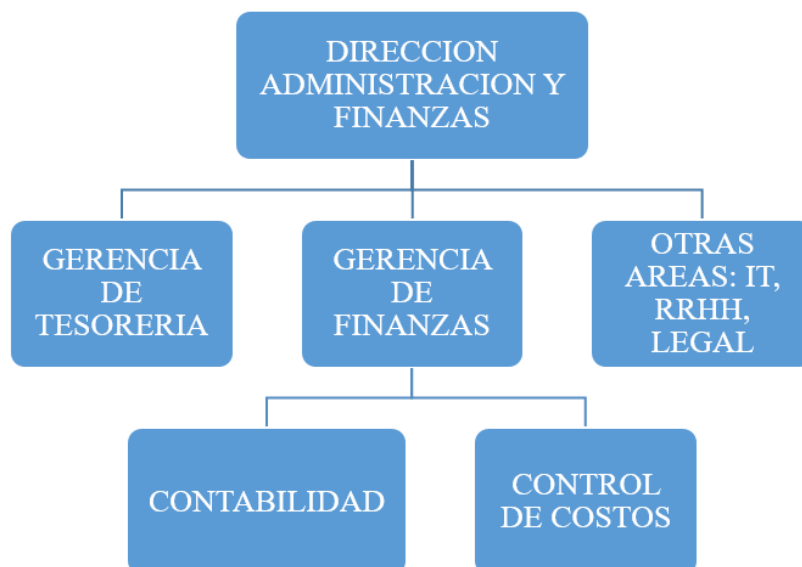 DIRECCION
ADMINISTRACION Y
FINANZAS
GERENCIA
DE
TESORERIA
GERENCIA
DE
FINANZAS
OTRAS
AREAS: IT,
RRHH,
LEGAL
CONTABILIDAD
CONTROL
DE COSTOS